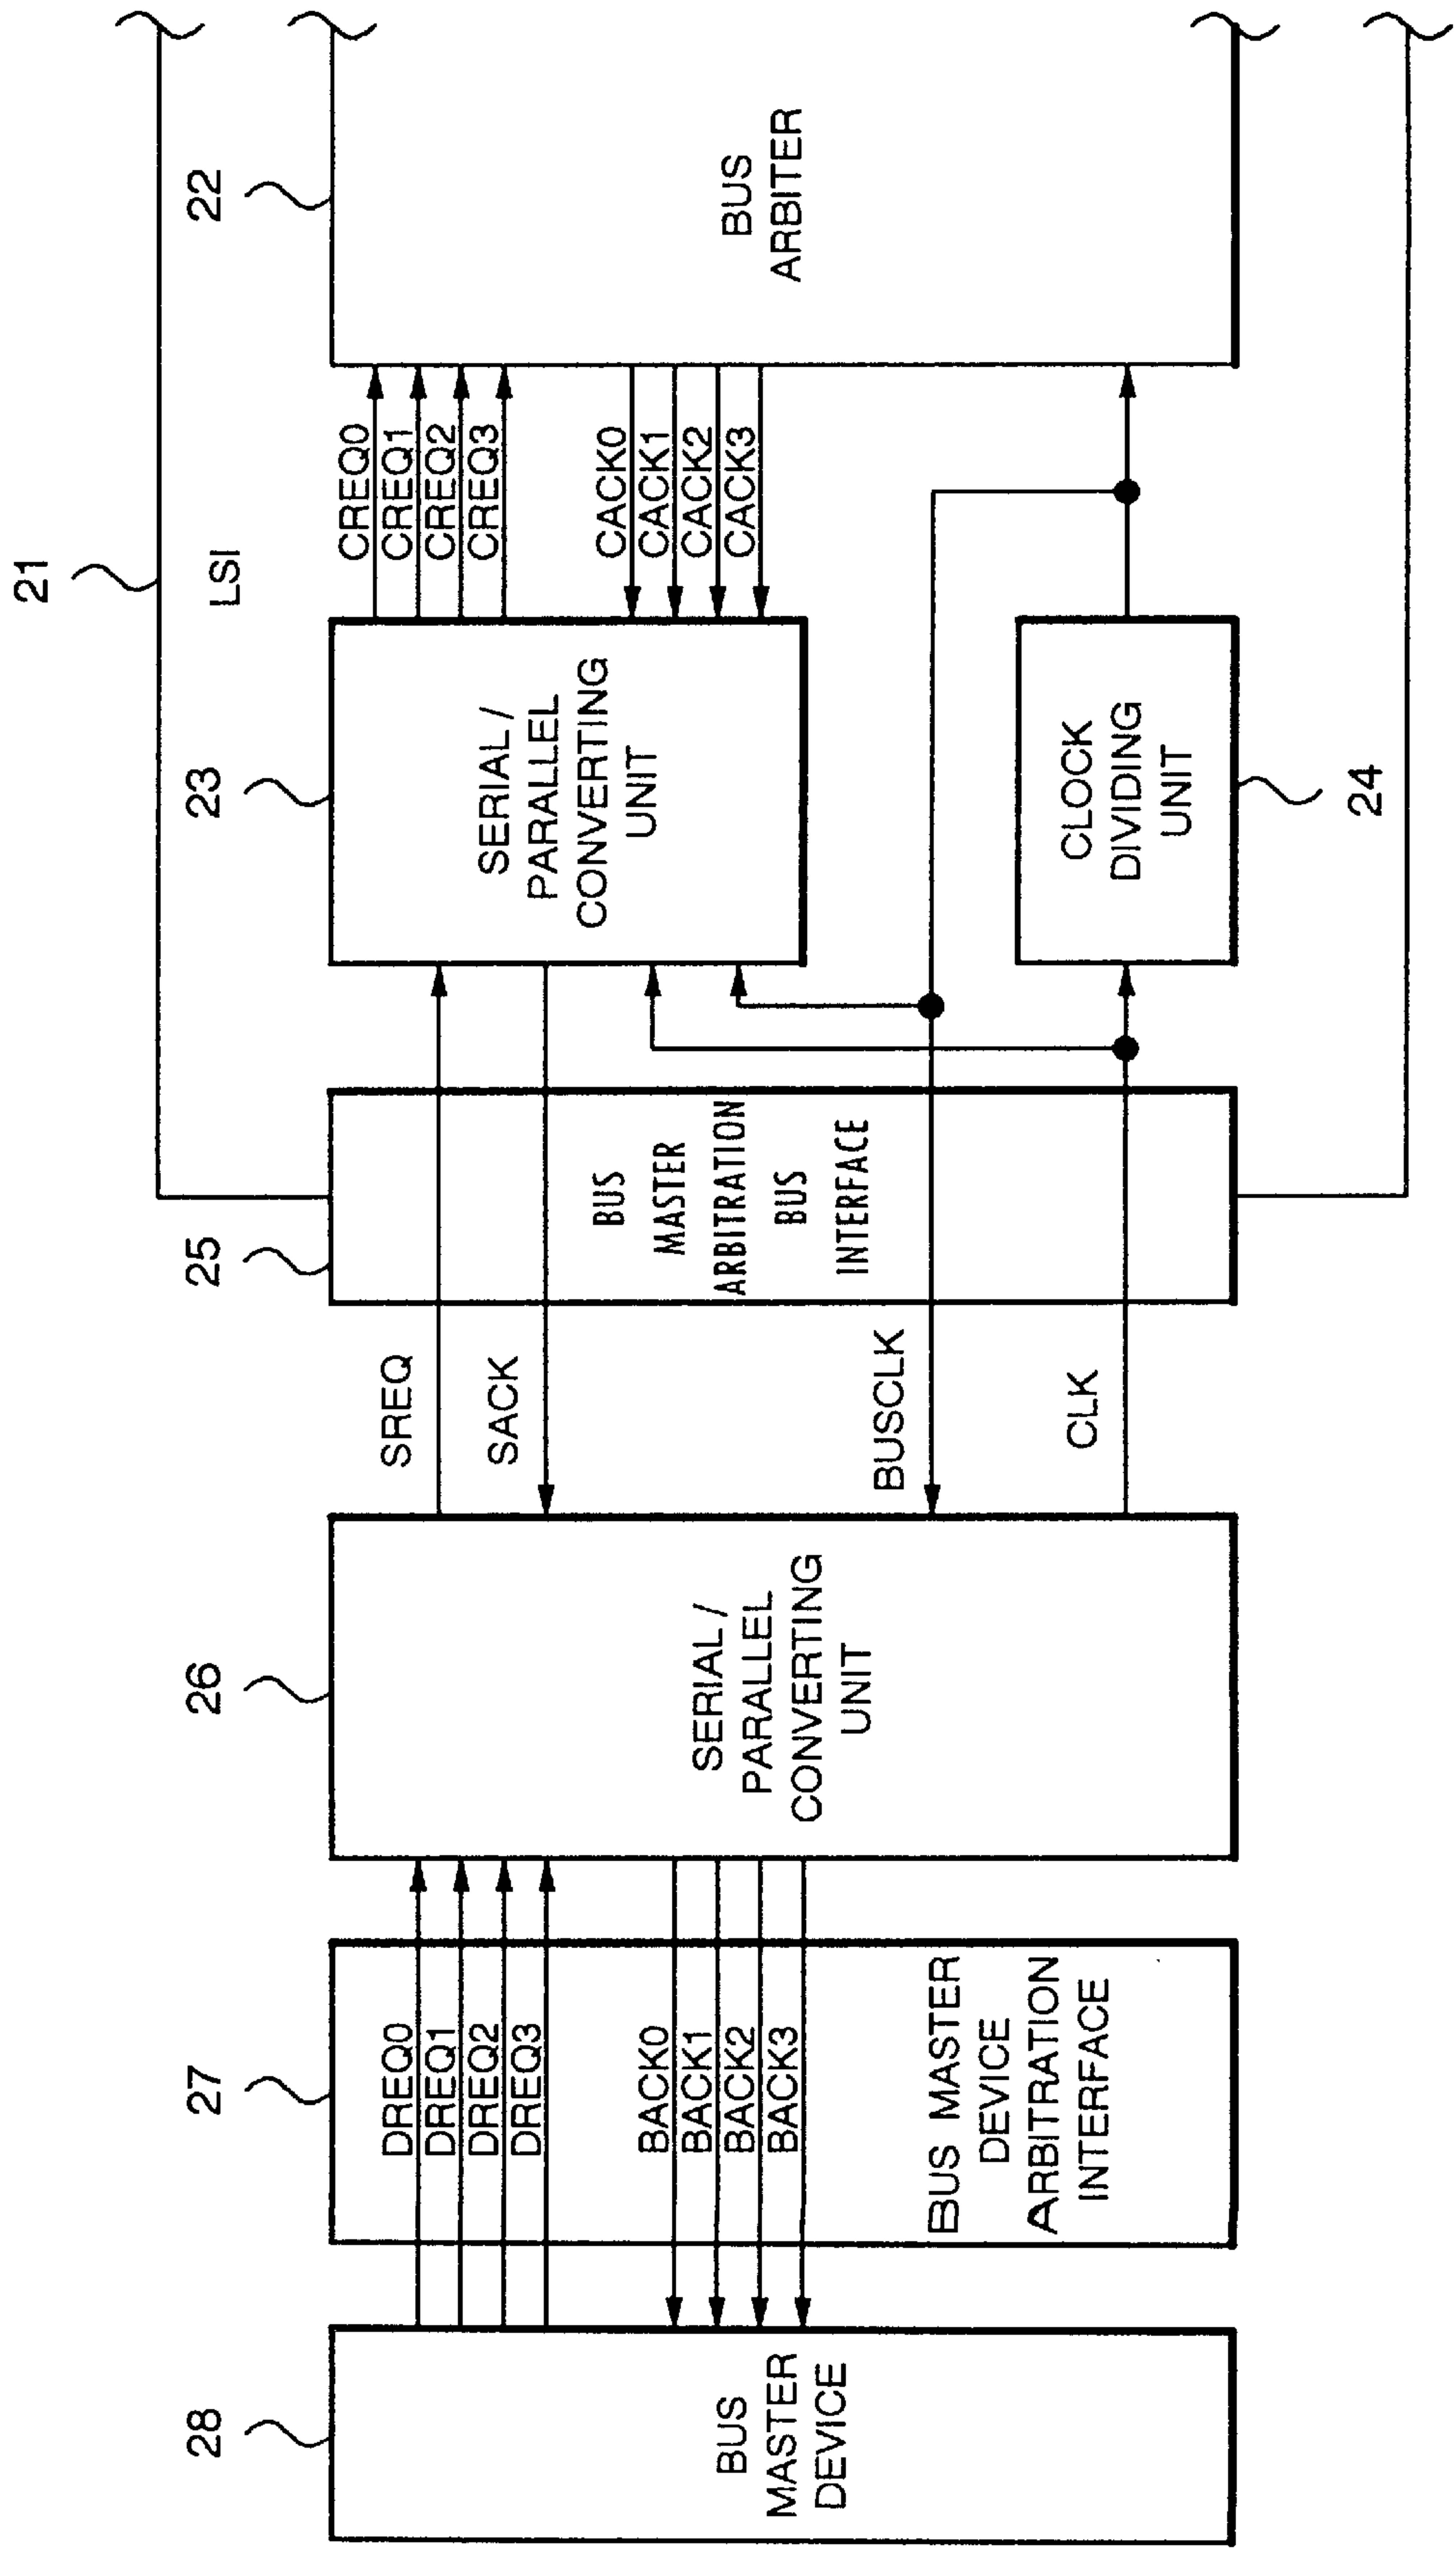 21
LSI
28
27
26
25
23
22
BUS
MASTER
DEVICE
DREQ0
DREQ1
DREQ2
DREQ3
BACK0
BACK1
BACK2
BACK3
BUS MASTER
DEVICE
ARBITRATION
INTERFACE
SERIAL /
PARALLEL
CONVERTING
UNIT
SREQ
SACK
BUSCLK
CLK
BUS
MASTER
ARBITRATION
BUS
INTERFACE
SERIAL /
PARALLEL
CONVERTING
UNIT
CREQ0
CREQ1
CREQ2
CREQ3
CACK0
CACK1
CACK2
CACK3
BUS
ARBITER
CLOCK
DIVIDING
UNIT
24